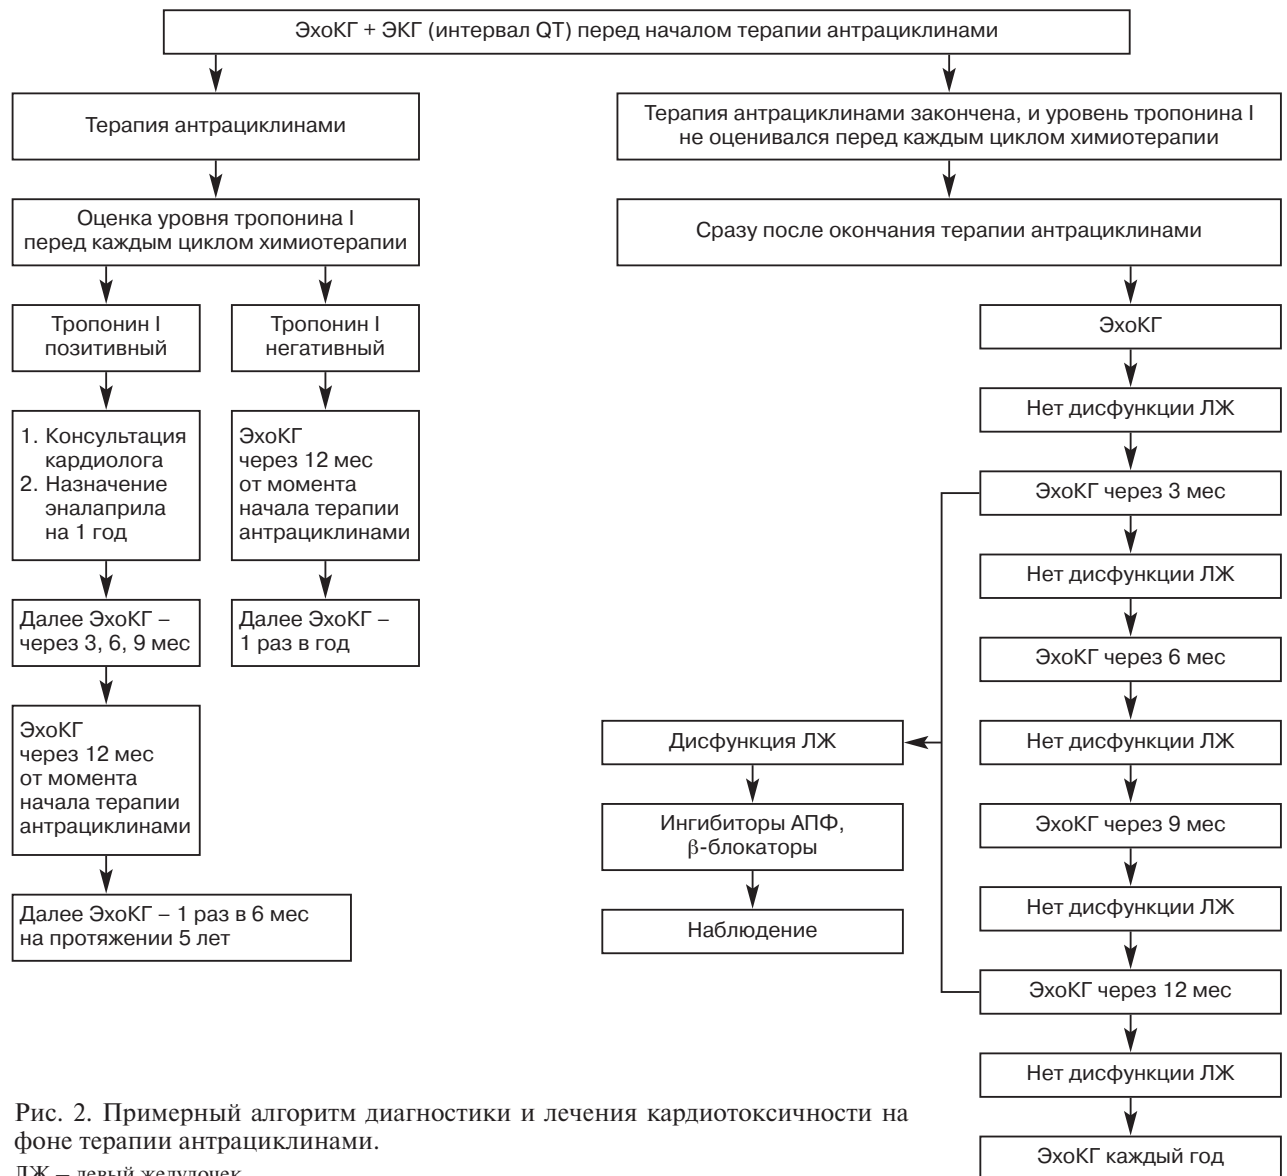 ЭхоКГ + ЭКГ (интервал QT) перед началом терапии антрациклинами
Терапия антрациклинами
Оценка уровня тропонина I
перед каждым циклом химиотерапии
Тропонин I
позитивный
Тропонин I
негативный
1. Консультация
кардиолога
2. Назначение
эналаприла
на 1 год
ЭхоКГ
через 12 мес
от момента
начала терапии
антрациклинами
Далее ЭхоКГ –
через 3, 6, 9 мес
Далее ЭхоКГ –
1 раз в год
ЭхоКГ
через 12 мес
от момента
начала терапии
антрациклинами
Далее ЭхоКГ – 1 раз в 6 мес
на протяжении 5 лет
Терапия антрациклинами закончена, и уровень тропонина I
не оценивался перед каждым циклом химиотерапии
Сразу после окончания терапии антрациклинами
ЭхоКГ
Нет дисфункции ЛЖ
ЭхоКГ через 3 мес
Нет дисфункции ЛЖ
ЭхоКГ через 6 мес
Нет дисфункции ЛЖ
ЭхоКГ через 9 мес
Нет дисфункции ЛЖ
ЭхоКГ через 12 мес
Нет дисфункции ЛЖ
ЭхоКГ каждый год
Дисфункция ЛЖ
Ингибиторы АПФ,
β-блокаторы
Наблюдение
Рис. 2. Примерный алгоритм диагностики и лечения кардиотоксичности на
фоне терапии антрациклинами.
ЛЖ – левый желудочек